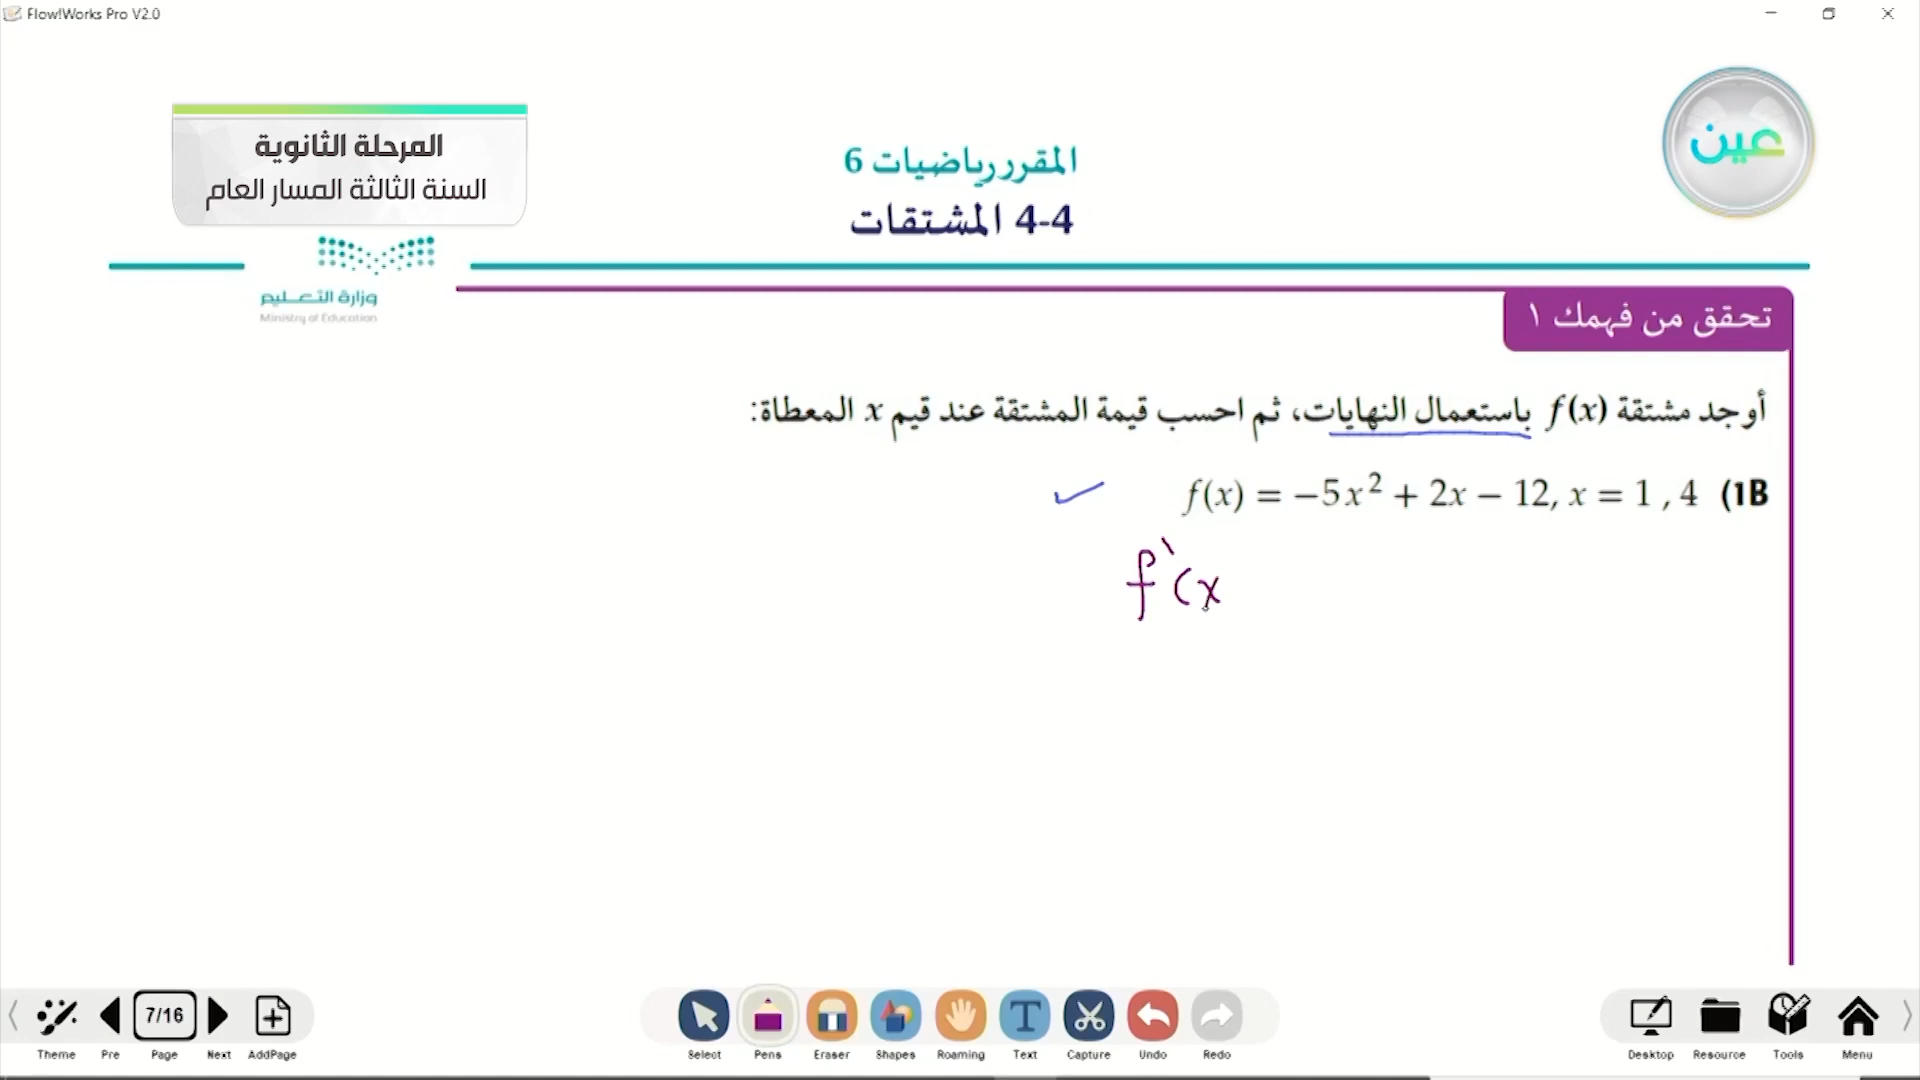 Flow!Works Pro V2.0
عين
المرحلة الثانوية
السنة الثالثة المسار العام
المقرر رياضيات 6
4-4 المشتقات
وزارة التعليم
Ministry of Education
تحقق من فهمك ١
أوجد مشتقة f(x) باستعمال النهايات، ثم احسب قيمة المشتقة عند قيم x المعطاة:
f(x) = −5x² + 2x − 12, x = 1 , 4 (1B
f'(x
7/16
Theme Pre Page Next AddPage
Select Pens Eraser Shapes Roaming Text Capture Undo Redo
Desktop Resource Tools Menu